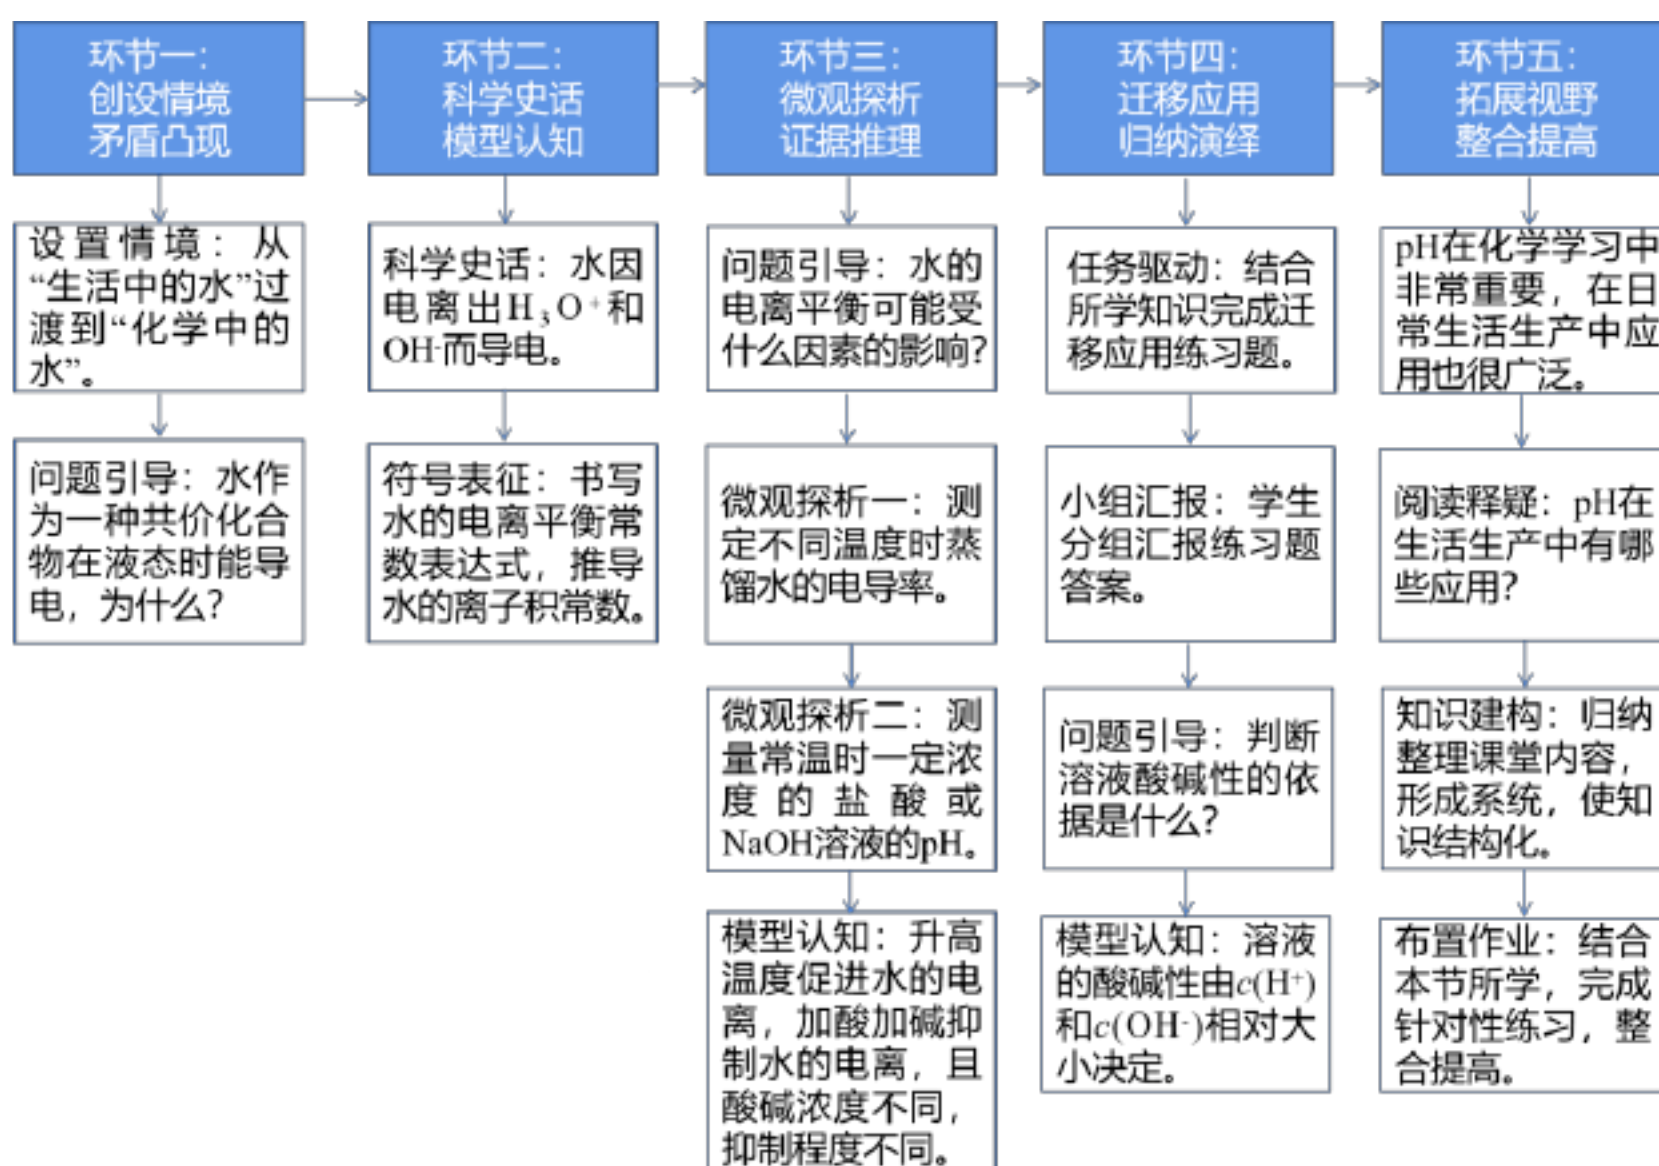 环节一：
创设情境
矛盾凸现
设置情境：从
“生活中的水”过
渡到“化学中的
水”。
问题引导：水作
为一种共价化合
物在液态时能导
电，为什么？
环节二：
科学史话
模型认知
科学史话：水因
电离出H₃O⁺和
OH⁻而导电。
符号表征：书写
水的电离平衡常
数表达式，推导
水的离子积常数。
环节三：
微观探析
证据推理
问题引导：水的
电离平衡可能受
什么因素的影响？
微观探析一：测
定不同温度时蒸
馏水的电导率。
微观探析二：测
量常温时一定浓
度的盐酸或
NaOH溶液的pH。
模型认知：升高
温度促进水的电
离，加酸加碱抑
制水的电离，且
酸碱浓度不同，
抑制程度不同。
环节四：
迁移应用
归纳演绎
任务驱动：结合
所学知识完成迁
移应用练习题。
小组汇报：学生
分组汇报练习题
答案。
问题引导：判断
溶液酸碱性的依
据是什么？
模型认知：溶液
的酸碱性由c(H⁺)
和c(OH⁻)相对大
小决定。
环节五：
拓展视野
整合提高
pH在化学学习中
非常重要，在日
常生活生产中应
用也很广泛。
阅读释疑：pH在
生活生产中有哪
些应用？
知识建构：归纳
整理课堂内容，
形成系统，使知
识结构化。
布置作业：结合
本节所学，完成
针对性练习，整
合提高。